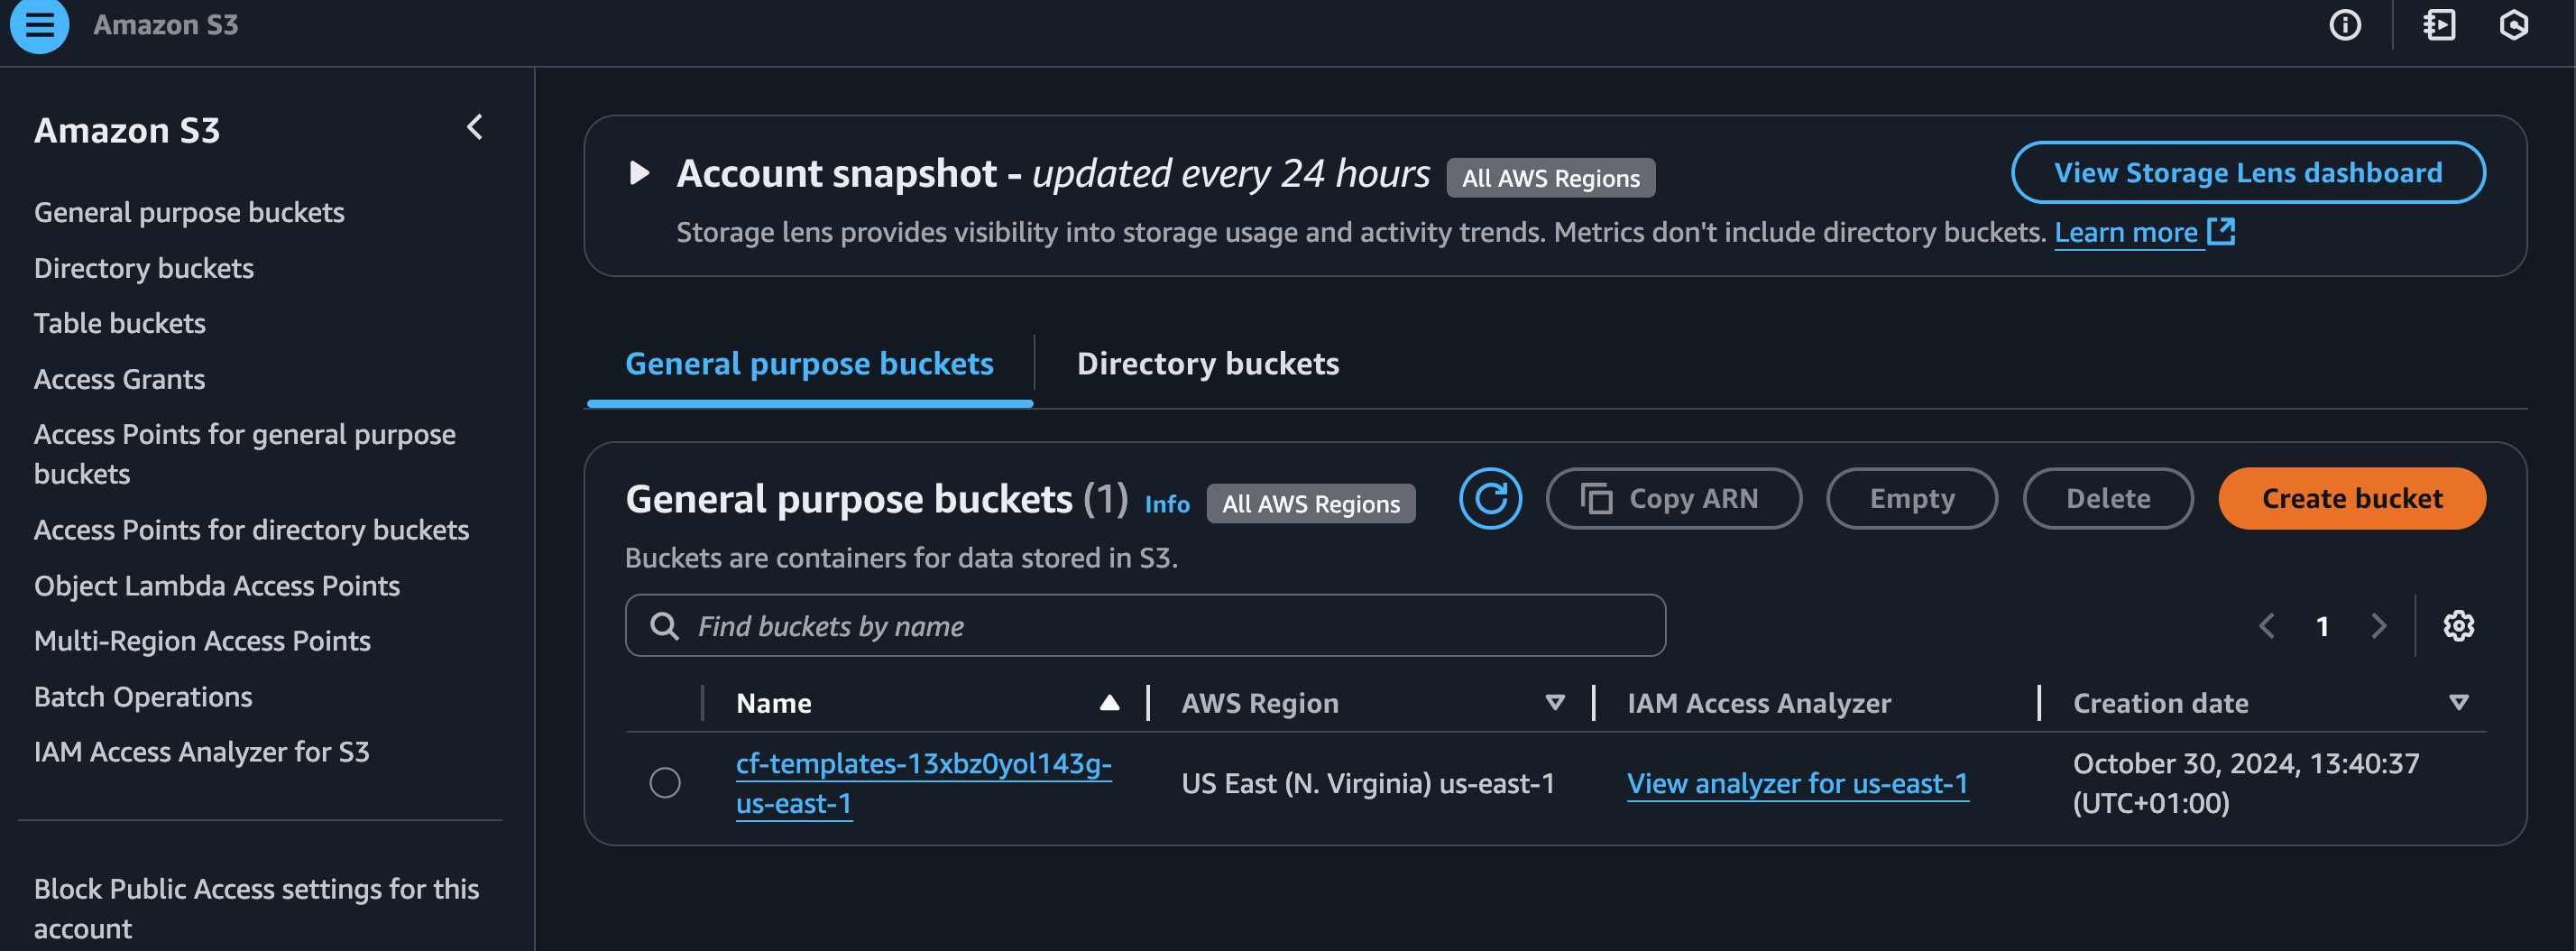 Amazon S3
Amazon S3
General purpose buckets
Directory buckets
Table buckets
Access Grants
Access Points for general purpose
buckets
Access Points for directory buckets
Object Lambda Access Points
Multi-Region Access Points
Batch Operations
IAM Access Analyzer for S3
Block Public Access settings for this
account
Account snapshot - updated every 24 hours All AWS Regions
View Storage Lens dashboard
Storage lens provides visibility into storage usage and activity trends. Metrics don't include directory buckets. Learn more
General purpose buckets
Directory buckets
General purpose buckets (1) Info All AWS Regions
Copy ARN
Empty
Delete
Create bucket
Buckets are containers for data stored in S3.
Find buckets by name
1
Name
AWS Region
IAM Access Analyzer
Creation date
cf-templates-13xbz0yol143g-
us-east-1
US East (N. Virginia) us-east-1
View analyzer for us-east-1
October 30, 2024, 13:40:37
(UTC+01:00)